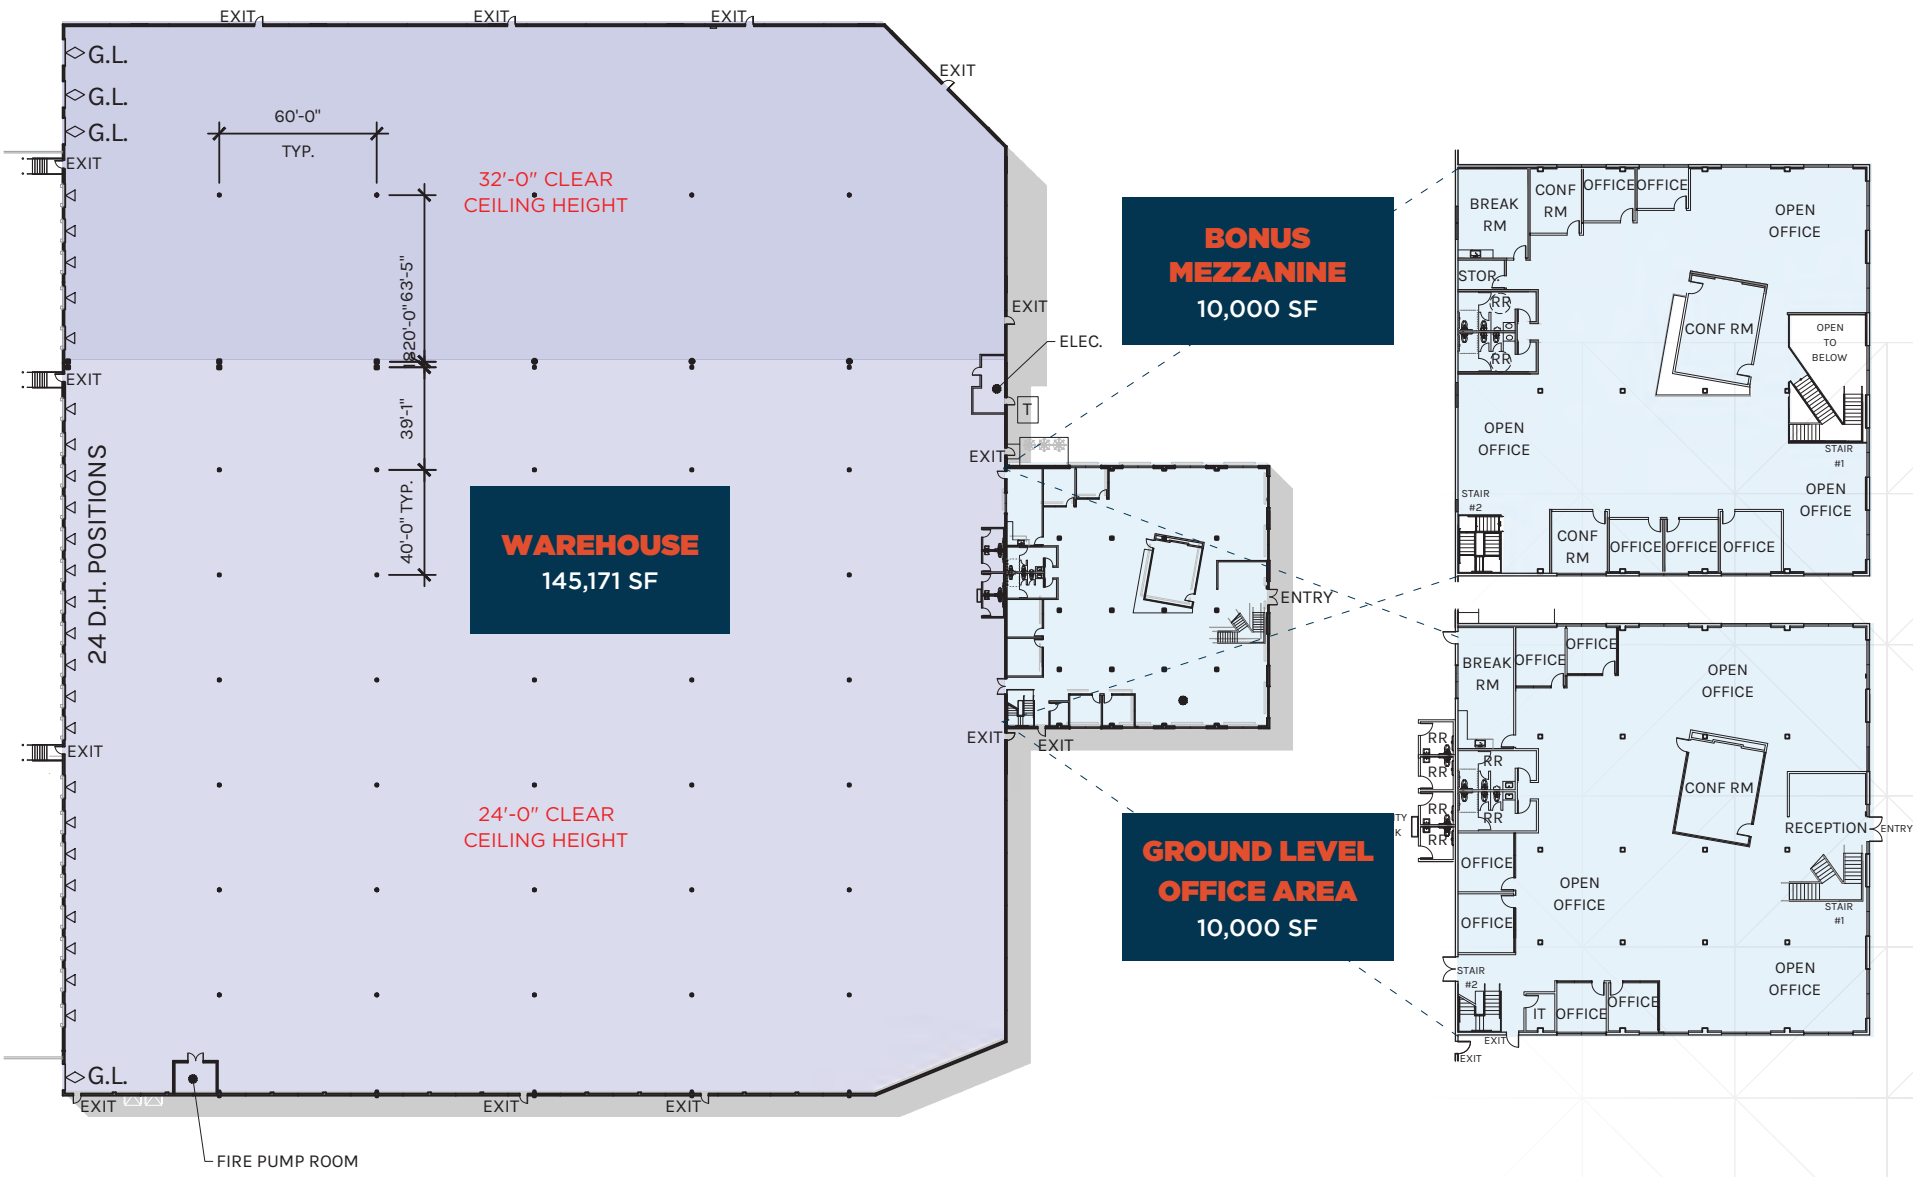 EXIT
EXIT
EXIT
EXIT
G.L.
G.L.
G.L.
EXIT
60'-0"
TYP.
32'-0" CLEAR
CEILING HEIGHT
63'-5"
EXIT
ELEC.
T
EXIT
39'-1"
40'-0" TYP.
24 D.H. POSITIONS
WAREHOUSE
145,171 SF
EXIT
ENTRY
EXIT
EXIT
EXIT
24'-0" CLEAR
CEILING HEIGHT
G.L.
EXIT
EXIT
EXIT
FIRE PUMP ROOM
BONUS
MEZZANINE
10,000 SF
GROUND LEVEL
OFFICE AREA
10,000 SF
BREAK
RM
CONF
RM
OFFICE
OFFICE
OPEN
OFFICE
STOR.
RR
RR
CONF RM
OPEN
TO
BELOW
OPEN
OFFICE
STAIR
#1
STAIR
#2
OPEN
OFFICE
CONF
RM
OFFICE
OFFICE
OFFICE
BREAK
RM
OFFICE
OFFICE
OPEN
OFFICE
RR
RR
RR
RR
RR
RR
CONF RM
RECEPTION
ENTRY
OFFICE
OFFICE
OPEN
OFFICE
STAIR
#1
STAIR
#2
OPEN
OFFICE
IT
OFFICE
OFFICE
EXIT
EXIT